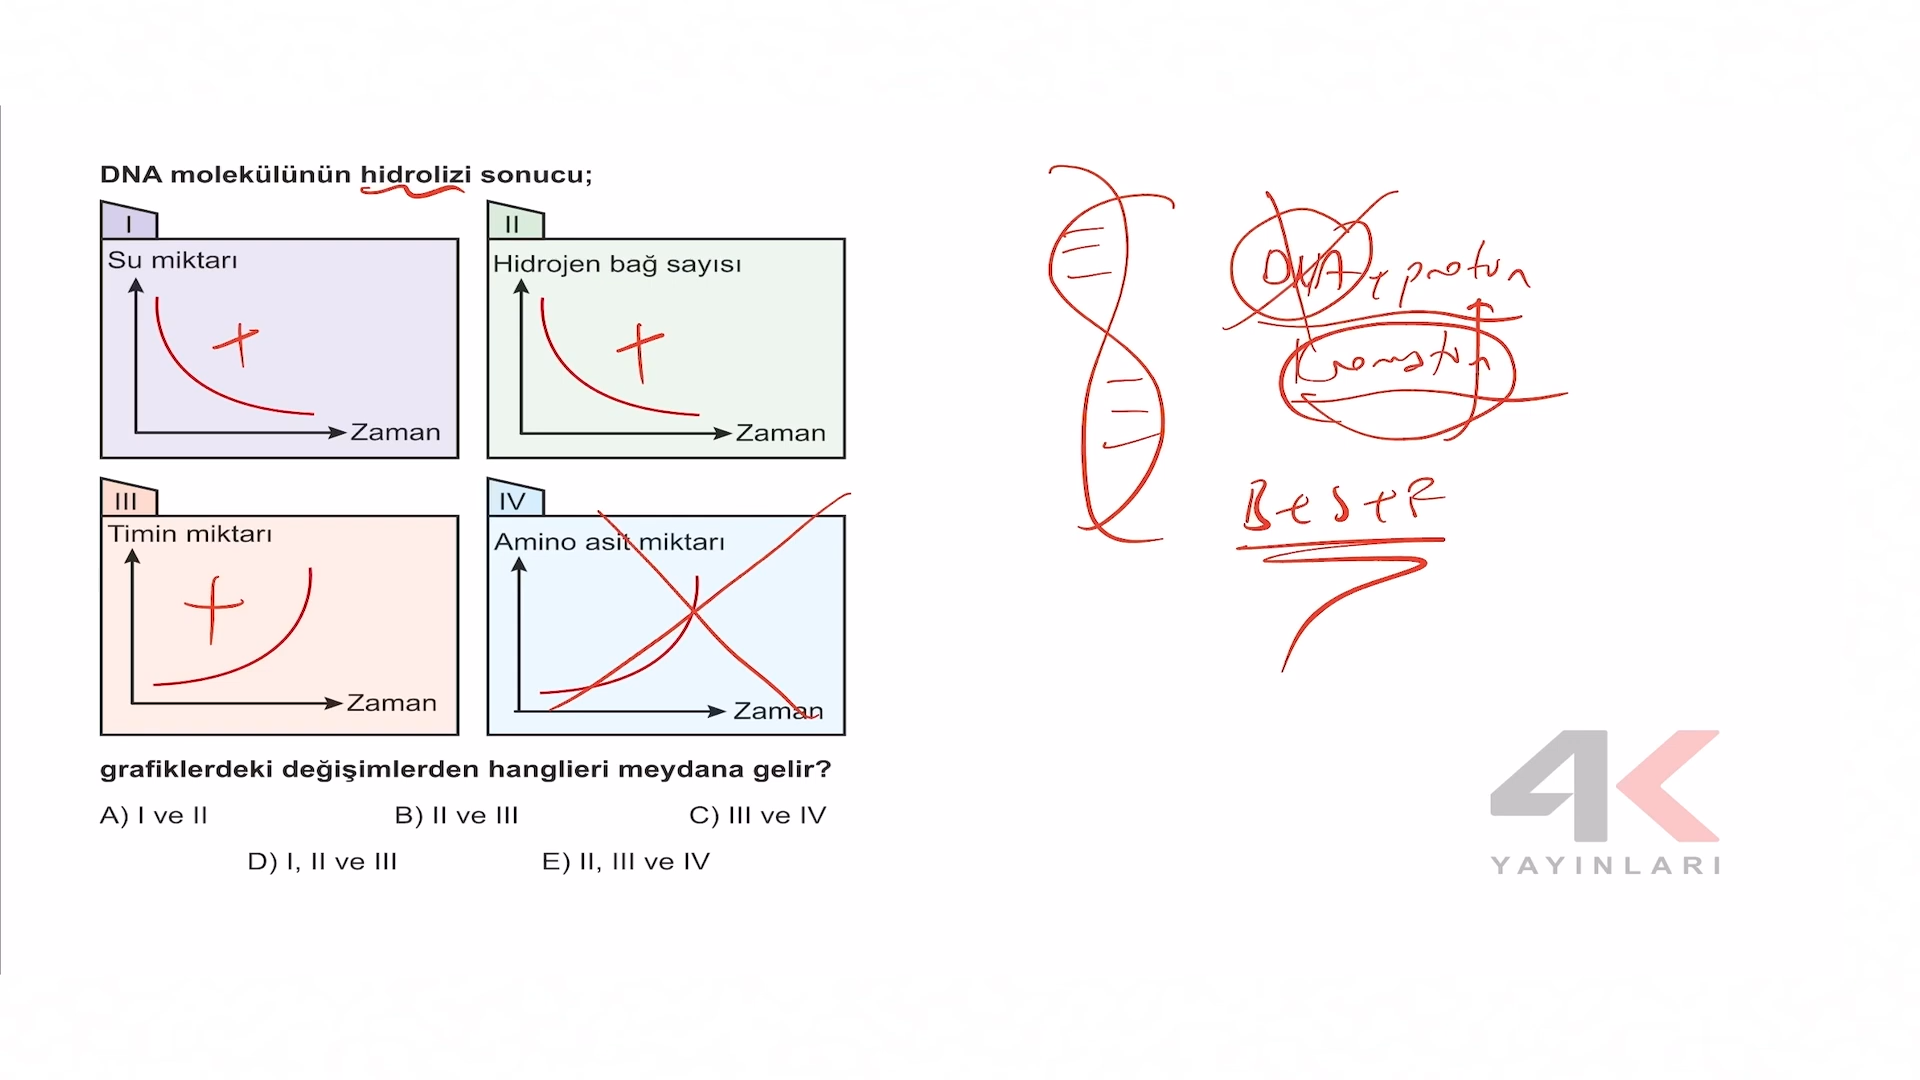 DNA molekülünün hidrolizi sonucu;
I
Su miktarı
Zaman
II
Hidrojen bağ sayısı
Zaman
III
Timin miktarı
Zaman
IV
Amino asit miktarı
Zaman
grafiklerdeki değişimlerden hanglieri meydana gelir?
A) I ve II
B) II ve III
C) III ve IV
D) I, II ve III
E) II, III ve IV
DNA + protein
Kromatin
B + S + P
4K
YAYINLARI